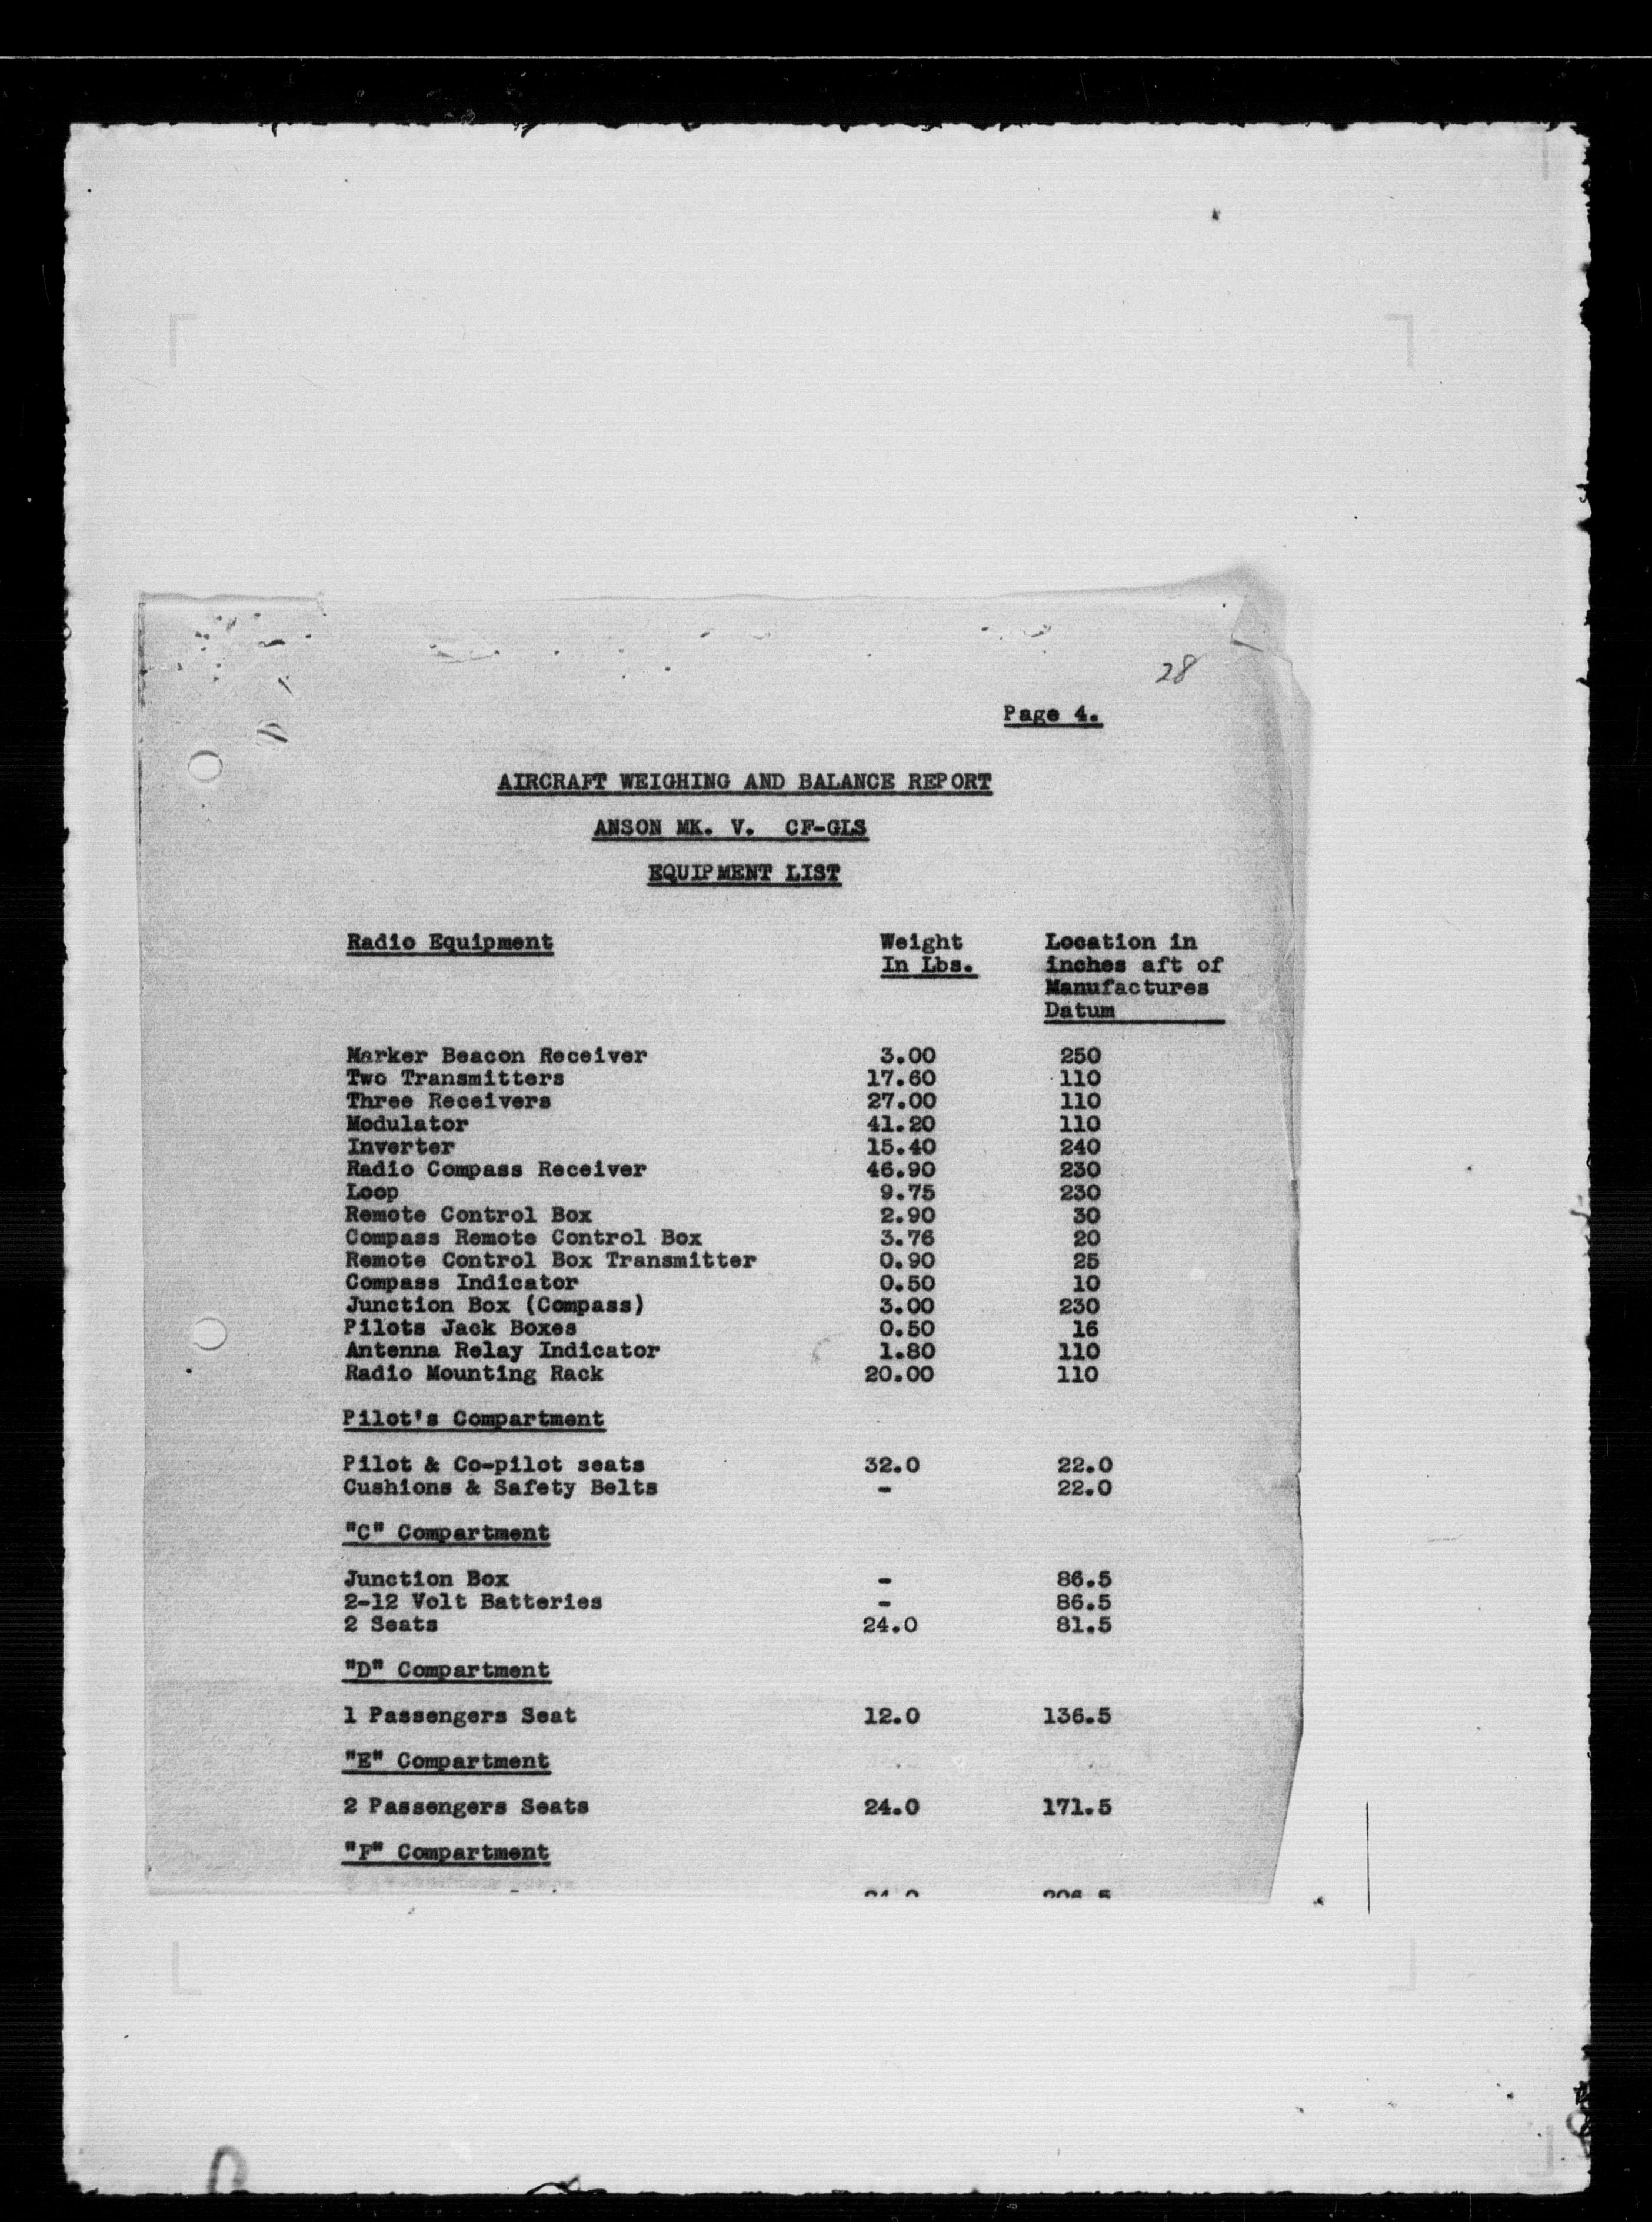 28
Page 4.
AIRCRAFT WEIGHING AND BALANCE REPORT
ANSON MK. V. CF-GLS
EQUIPMENT LIST
Radio Equipment Weight Location in
In Lbs. inches aft of
Manufactures
Datum
Marker Beacon Receiver 3.00 250
Two Transmitters 17.60 110
Three Receivers 27.00 110
Modulator 41.20 110
Inverter 15.40 240
Radio Compass Receiver 46.90 230
Loop 9.75 230
Remote Control Box 2.90 30
Compass Remote Control Box 3.76 20
Remote Control Box Transmitter 0.90 25
Compass Indicator 0.50 10
Junction Box (Compass) 3.00 230
Pilots Jack Boxes 0.50 16
Antenna Relay Indicator 1.80 110
Radio Mounting Rack 20.00 110
Pilot's Compartment
Pilot & Co-pilot seats 32.0 22.0
Cushions & Safety Belts - 22.0
"C" Compartment
Junction Box - 86.5
2-12 Volt Batteries - 86.5
2 Seats 24.0 81.5
"D" Compartment
1 Passengers Seat 12.0 136.5
"E" Compartment
2 Passengers Seats 24.0 171.5
"F" Compartment
24.0 206.5